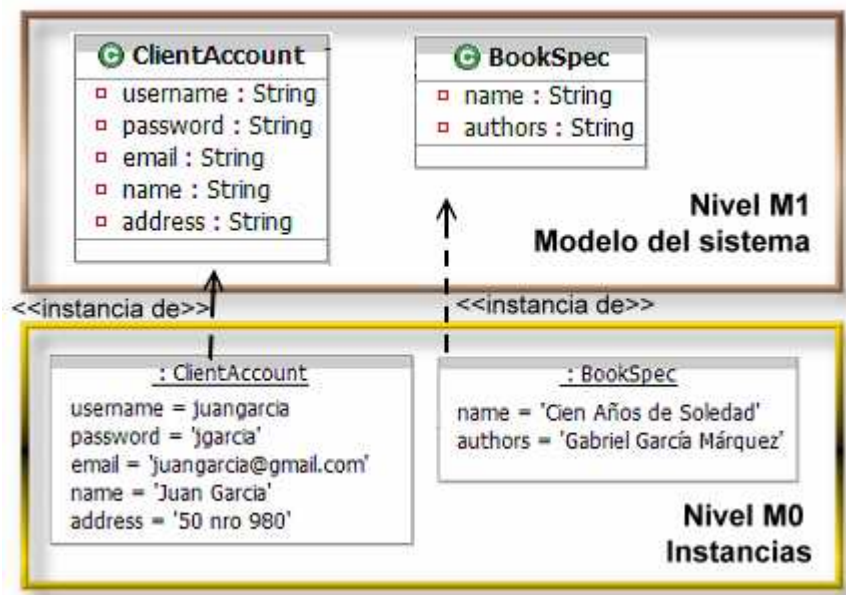 ClientAccount
username : String
password : String
email : String
name : String
address : String
BookSpec
name : String
authors : String
Nivel M1
Modelo del sistema
<<instancia de>>
<<instancia de>>
: ClientAccount
username = juangarcia
password = 'jgarcia'
email = 'juangarcia@gmail.com'
name = 'Juan Garcia'
address = '50 nro 980'
: BookSpec
name = 'Cien Años de Soledad'
authors = 'Gabriel García Márquez'
Nivel M0
Instancias